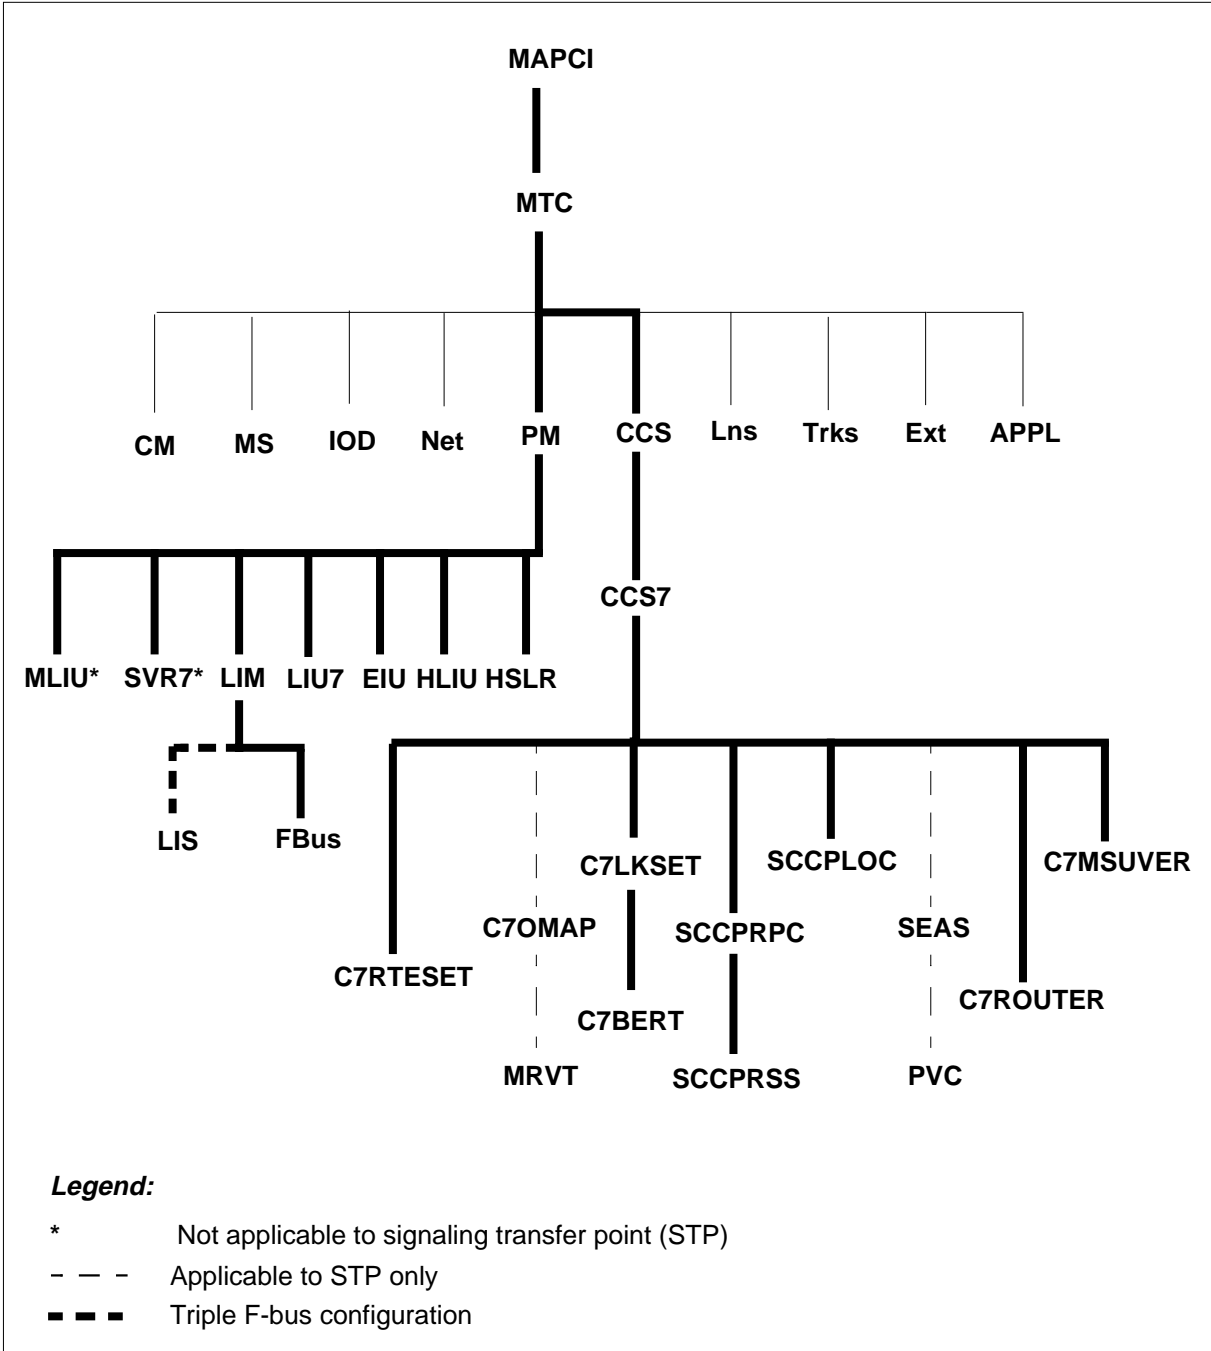 MAPCI
MTC
CM MS IOD Net PM CCS Lns Trks Ext APPL
CCS7
MLIU* SVR7* LIM LIU7 EIU HLIU HSLR
LIS FBus
C7LKSET SCCPLOC C7MSUVER
C7OMAP SCCPRPC SEAS
C7RTESET C7ROUTER
C7BERT
MRVT SCCPRSS PVC
Legend:
* Not applicable to signaling transfer point (STP)
Applicable to STP only
Triple F-bus configuration